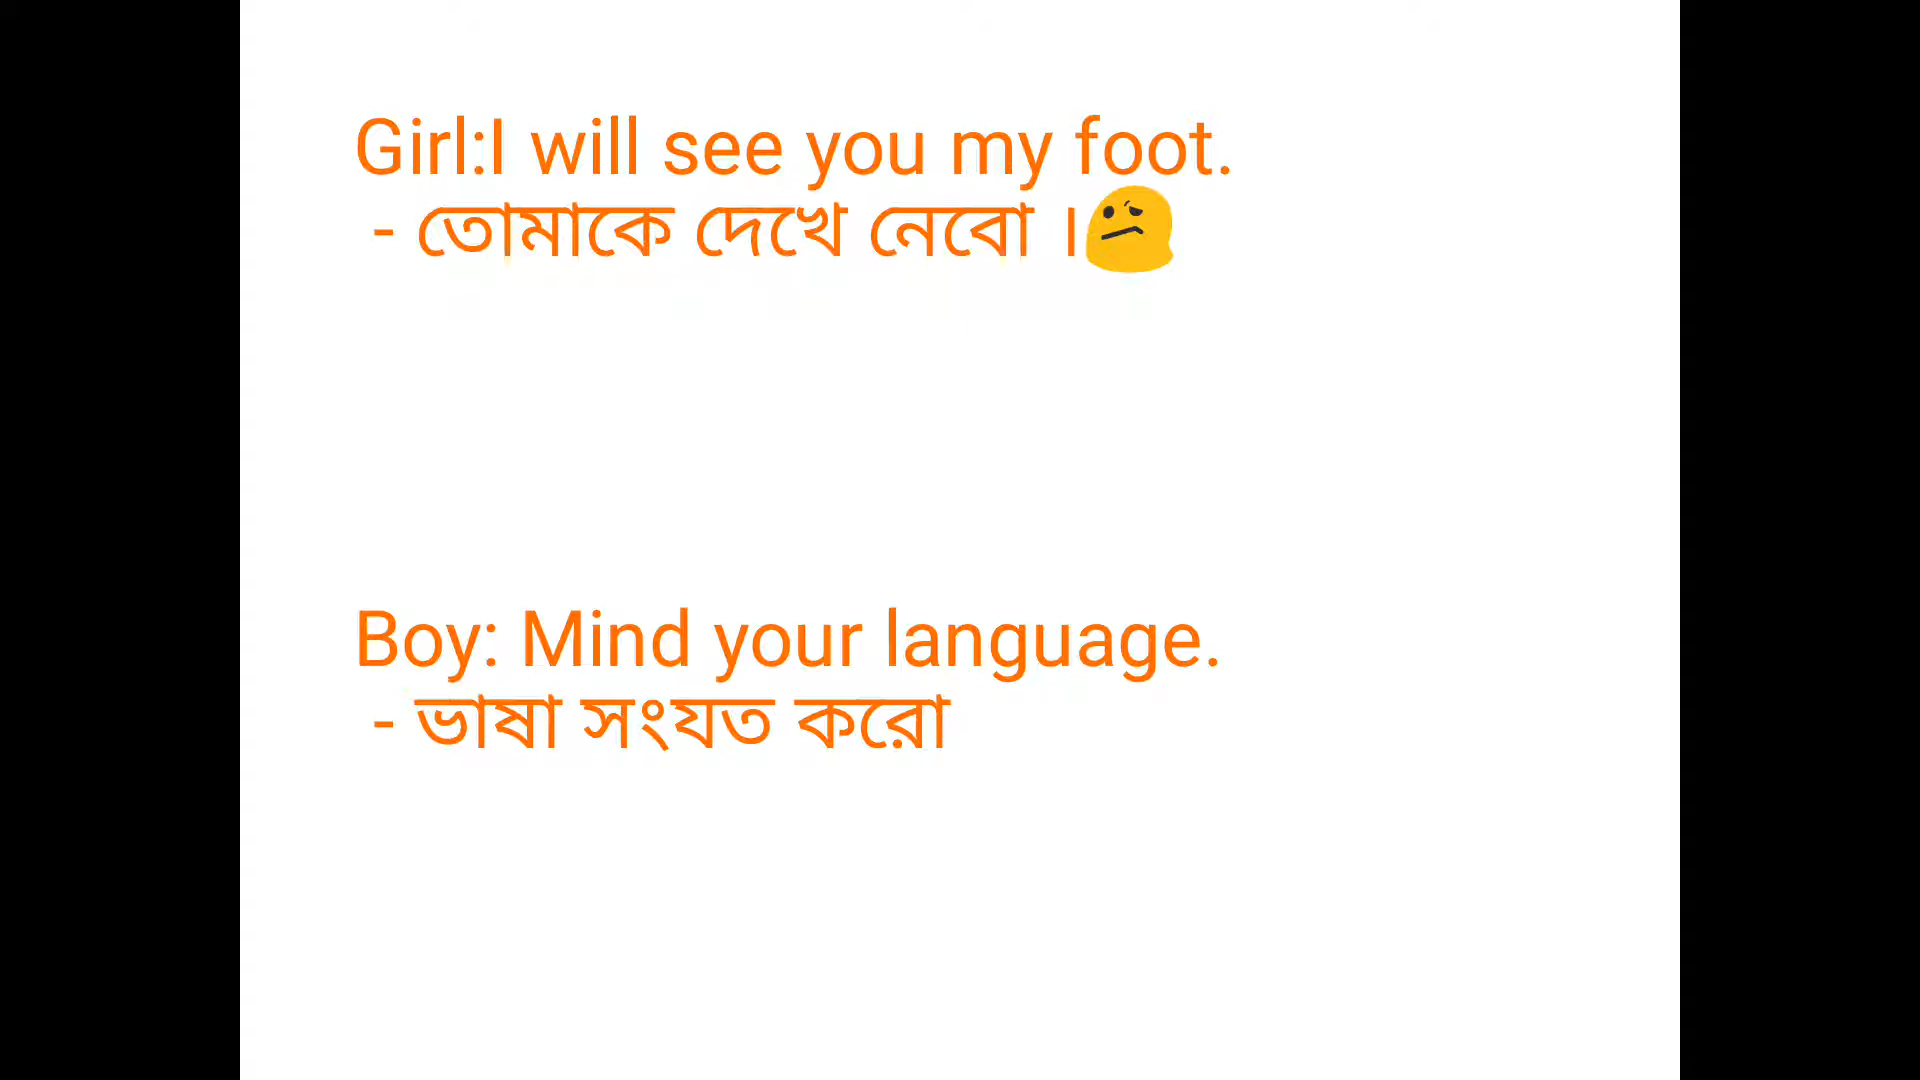 Girl:I will see you my foot.
- তোমাকে দেখে নেবো ।😕
Boy: Mind your language.
- ভাষা সংযত করো